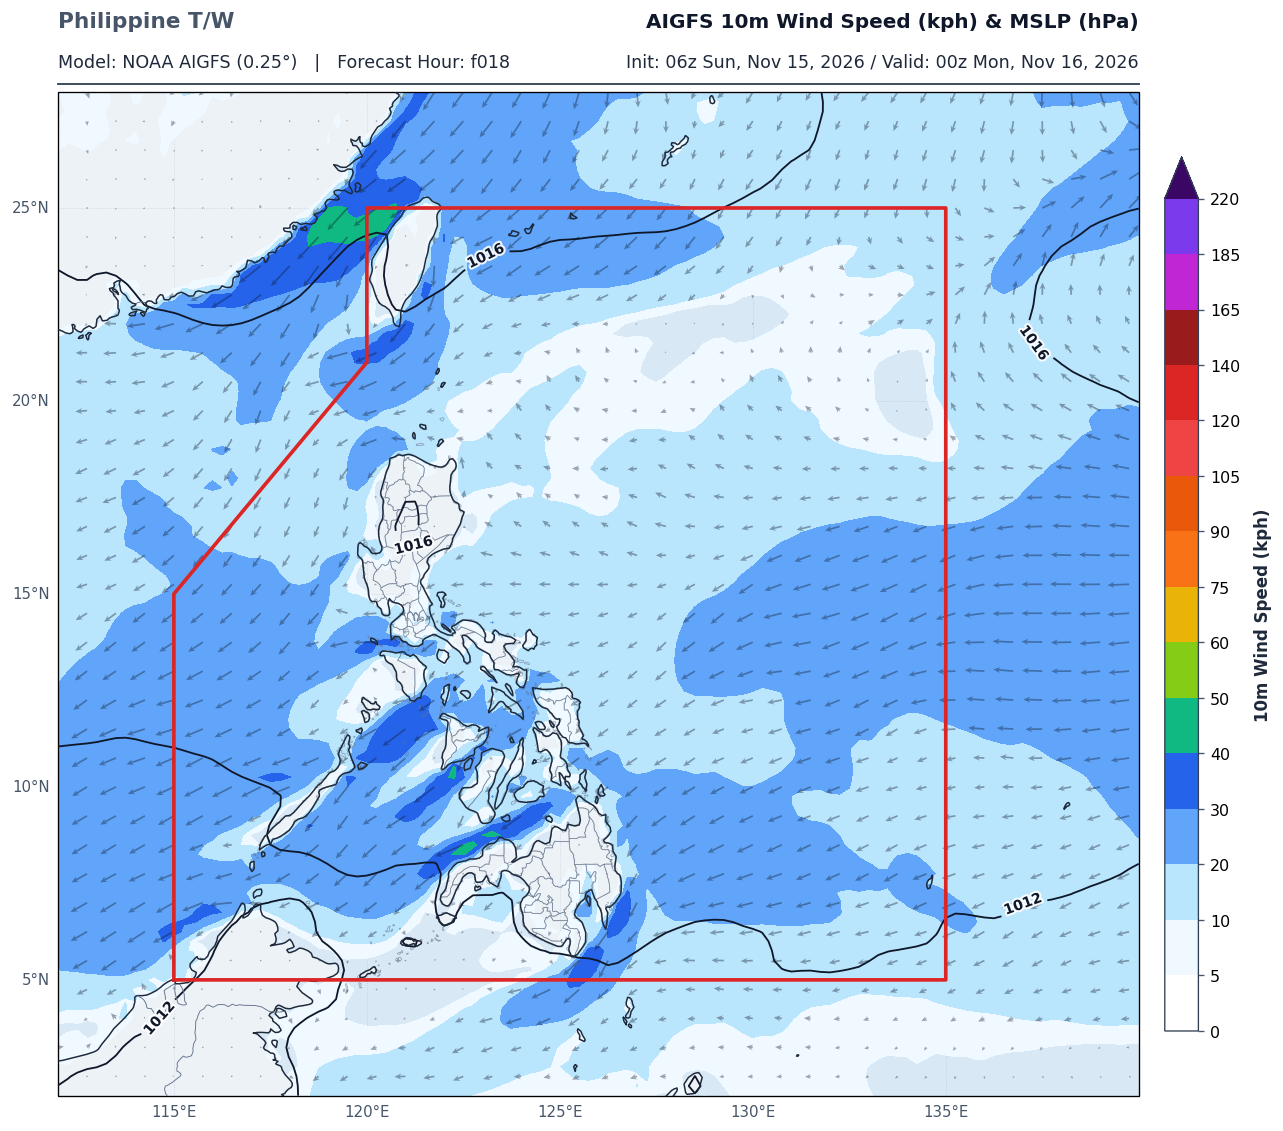 Philippine T/W
AIGFS 10m Wind Speed (kph) & MSLP (hPa)
Model: NOAA AIGFS (0.25°) | Forecast Hour: f018
Init: 06z Sun, Nov 15, 2026 / Valid: 00z Mon, Nov 16, 2026
25°N
20°N
15°N
10°N
5°N
115°E
120°E
125°E
130°E
135°E
1016
1016
1016
1012
1012
220
185
165
140
120
105
90
75
60
50
40
30
20
10
5
0
10m Wind Speed (kph)